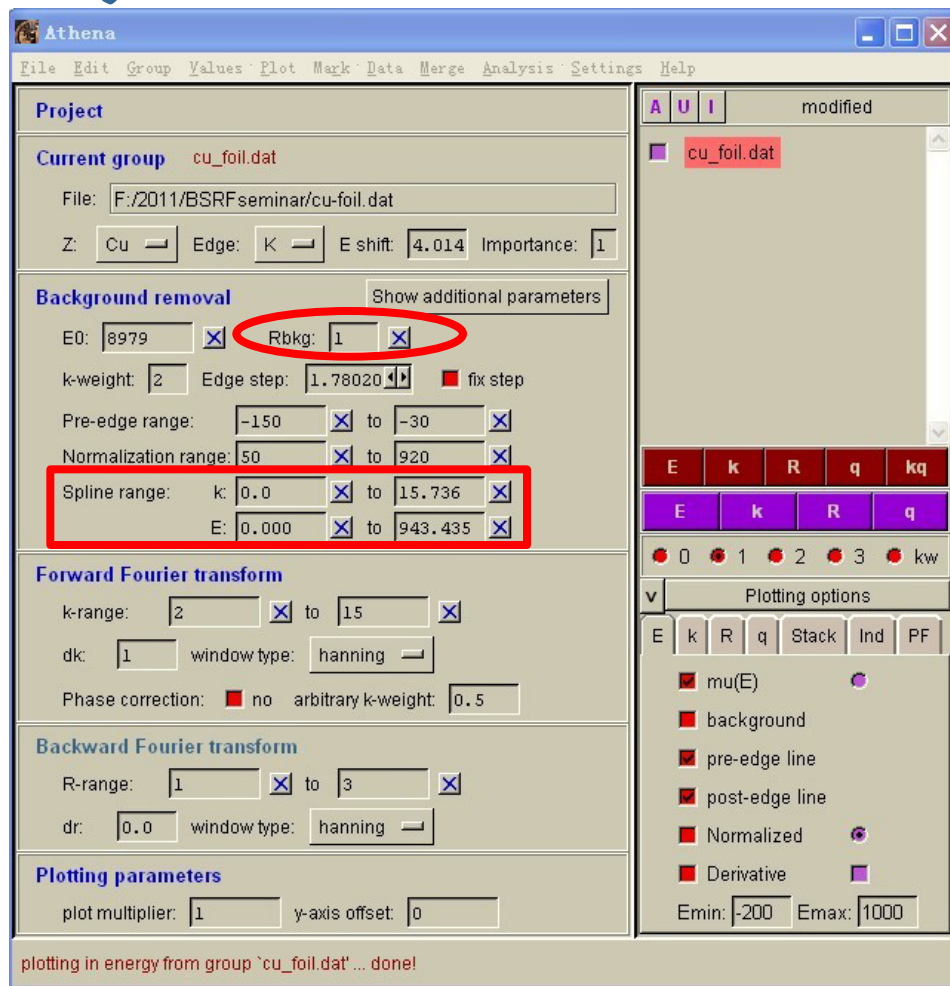 Athena
File Edit Group Values Plot Mark Data Merge Analysis Settings Help
Project
Current group cu_foil.dat
File: F:/2011/BSRFseminar/cu-foil.dat
Z: Cu Edge: K E shift: 4.014 Importance: 1
Background removal Show additional parameters
E0: 8979 Rbkg: 1
k-weight: 2 Edge step: 1.78020 fix step
Pre-edge range: -150 to -30
Normalization range: 50 to 920
Spline range: k: 0.0 to 15.736
E: 0.000 to 943.435
Forward Fourier transform
k-range: 2 to 15
dk: 1 window type: hanning
Phase correction: no arbitrary k-weight: 0.5
Backward Fourier transform
R-range: 1 to 3
dr: 0.0 window type: hanning
Plotting parameters
plot multiplier: 1 y-axis offset: 0
A U I modified
cu_foil.dat
E k R q kq
E k R q
0 1 2 3 kw
v Plotting options
E k R q Stack Ind PF
mu(E)
background
pre-edge line
post-edge line
Normalized
Derivative
Emin: -200 Emax: 1000
plotting in energy from group `cu_foil.dat' ... done!